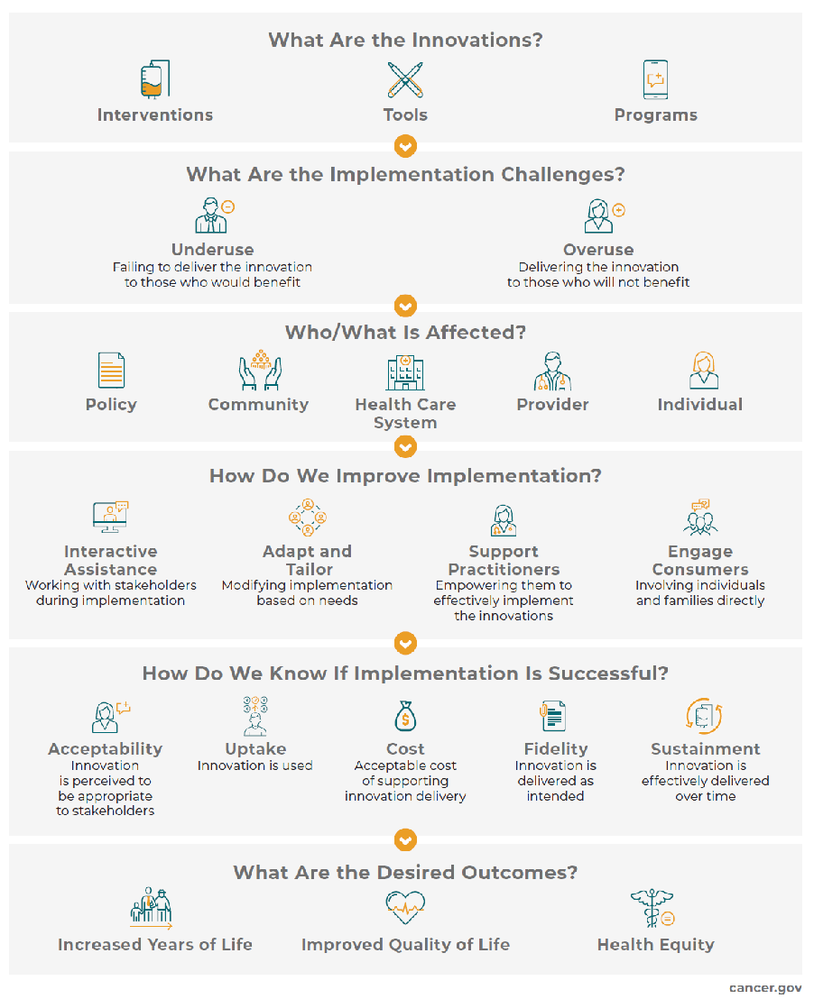 What Are the Innovations?
Interventions
Tools
Programs
What Are the Implementation Challenges?
Underuse
Failing to deliver the innovation
to those who would benefit
Overuse
Delivering the innovation
to those who will not benefit
Who/What Is Affected?
Policy
Community
Health Care
System
Provider
Individual
How Do We Improve Implementation?
Interactive
Assistance
Working with stakeholders
during implementation
Adapt and
Tailor
Modifying implementation
based on needs
Support
Practitioners
Empowering them to
effectively implement
the innovations
Engage
Consumers
Involving individuals
and families directly
How Do We Know If Implementation Is Successful?
Acceptability
Innovation
is perceived to
be appropriate
to stakeholders
Uptake
Innovation is used
$
Cost
Acceptable cost
of supporting
innovation delivery
Fidelity
Innovation is
delivered as
intended
Sustainment
Innovation is
effectively delivered
over time
What Are the Desired Outcomes?
Increased Years of Life
Improved Quality of Life
Health Equity
cancer.gov